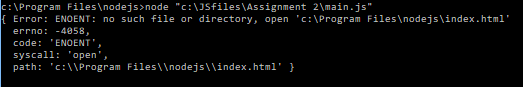 c:\Program Files\nodejs>node "c:\JSfiles\Assignment 2\main.js"
{ Error: ENOENT: no such file or directory, open 'c:\Program Files\nodejs\index.html'
  errno: -4058,
  code: 'ENOENT',
  syscall: 'open',
  path: 'c:\\Program Files\\nodejs\\index.html' }